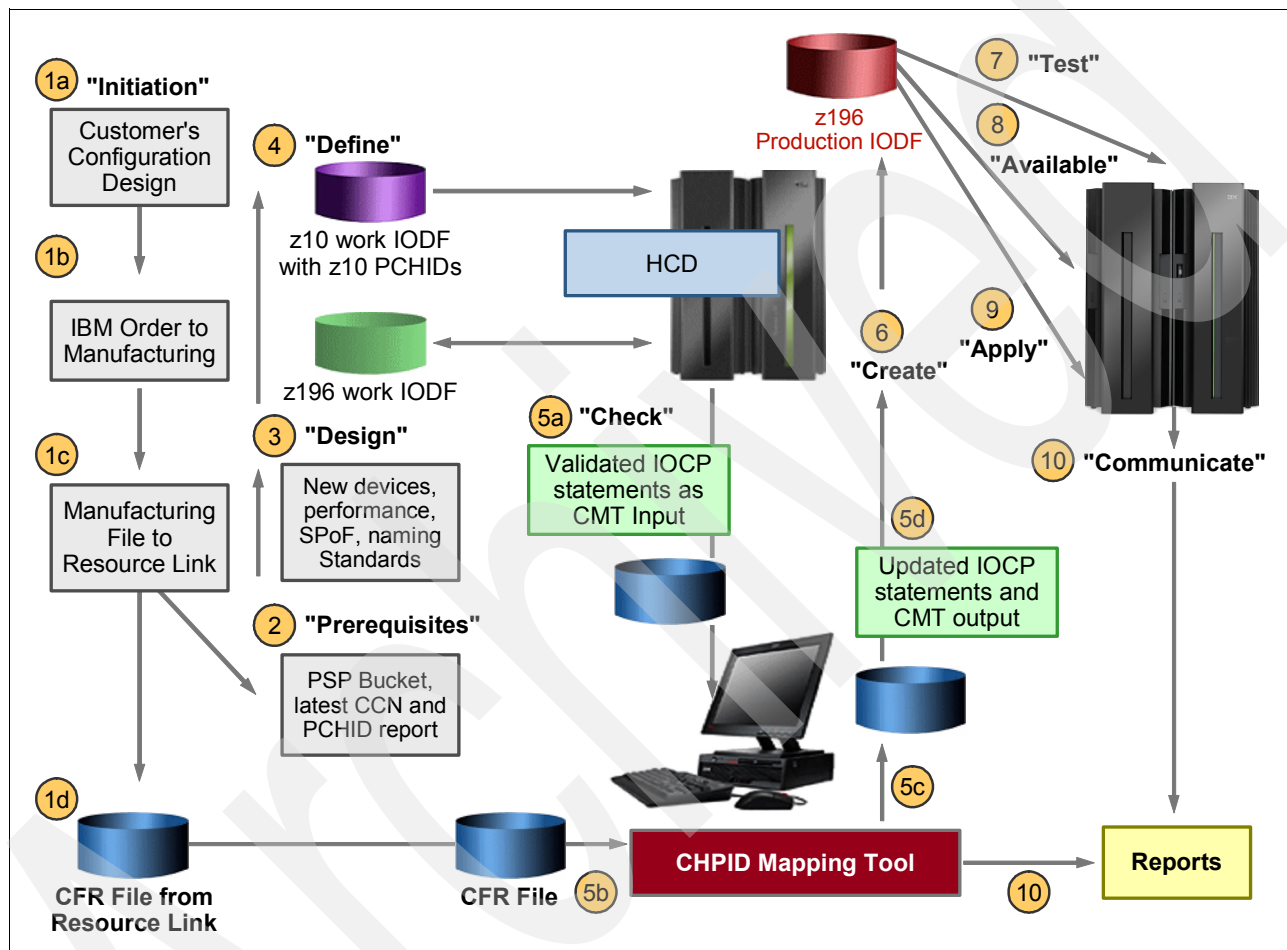 1a "Initiation"
Customer's
Configuration
Design
1b
IBM Order to
Manufacturing
1c
Manufacturing
File to
Resource Link
1d
CFR File from
Resource Link
2 "Prerequisites"
PSP Bucket,
latest CCN and
PCHID report
3 "Design"
New devices,
performance,
SPoF, naming
Standards
4 "Define"
z10 work IODF
with z10 PCHIDs
z196 work IODF
HCD
5a "Check"
Validated IOCP
statements as
CMT Input
CFR File
5b
CHPID Mapping Tool
5c
5d
Updated IOCP
statements and
CMT output
6
"Create"
z196
Production IODF
7 "Test"
8
"Available"
9
"Apply"
10 "Communicate"
10
Reports
IBM
Archived